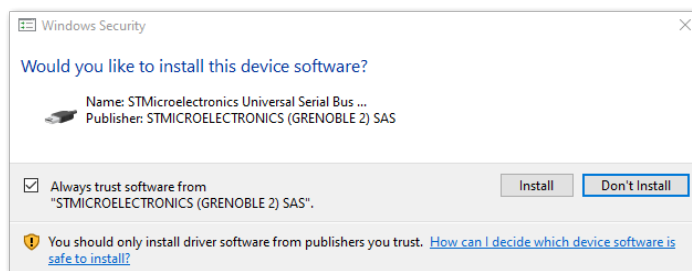 Windows Security
Would you like to install this device software?
Name: STMicroelectronics Universal Serial Bus ...
Publisher: STMICROELECTRONICS (GRENOBLE 2) SAS
Always trust software from
"STMICROELECTRONICS (GRENOBLE 2) SAS".
Install
Don't Install
You should only install driver software from publishers you trust. How can I decide which device software is
safe to install?